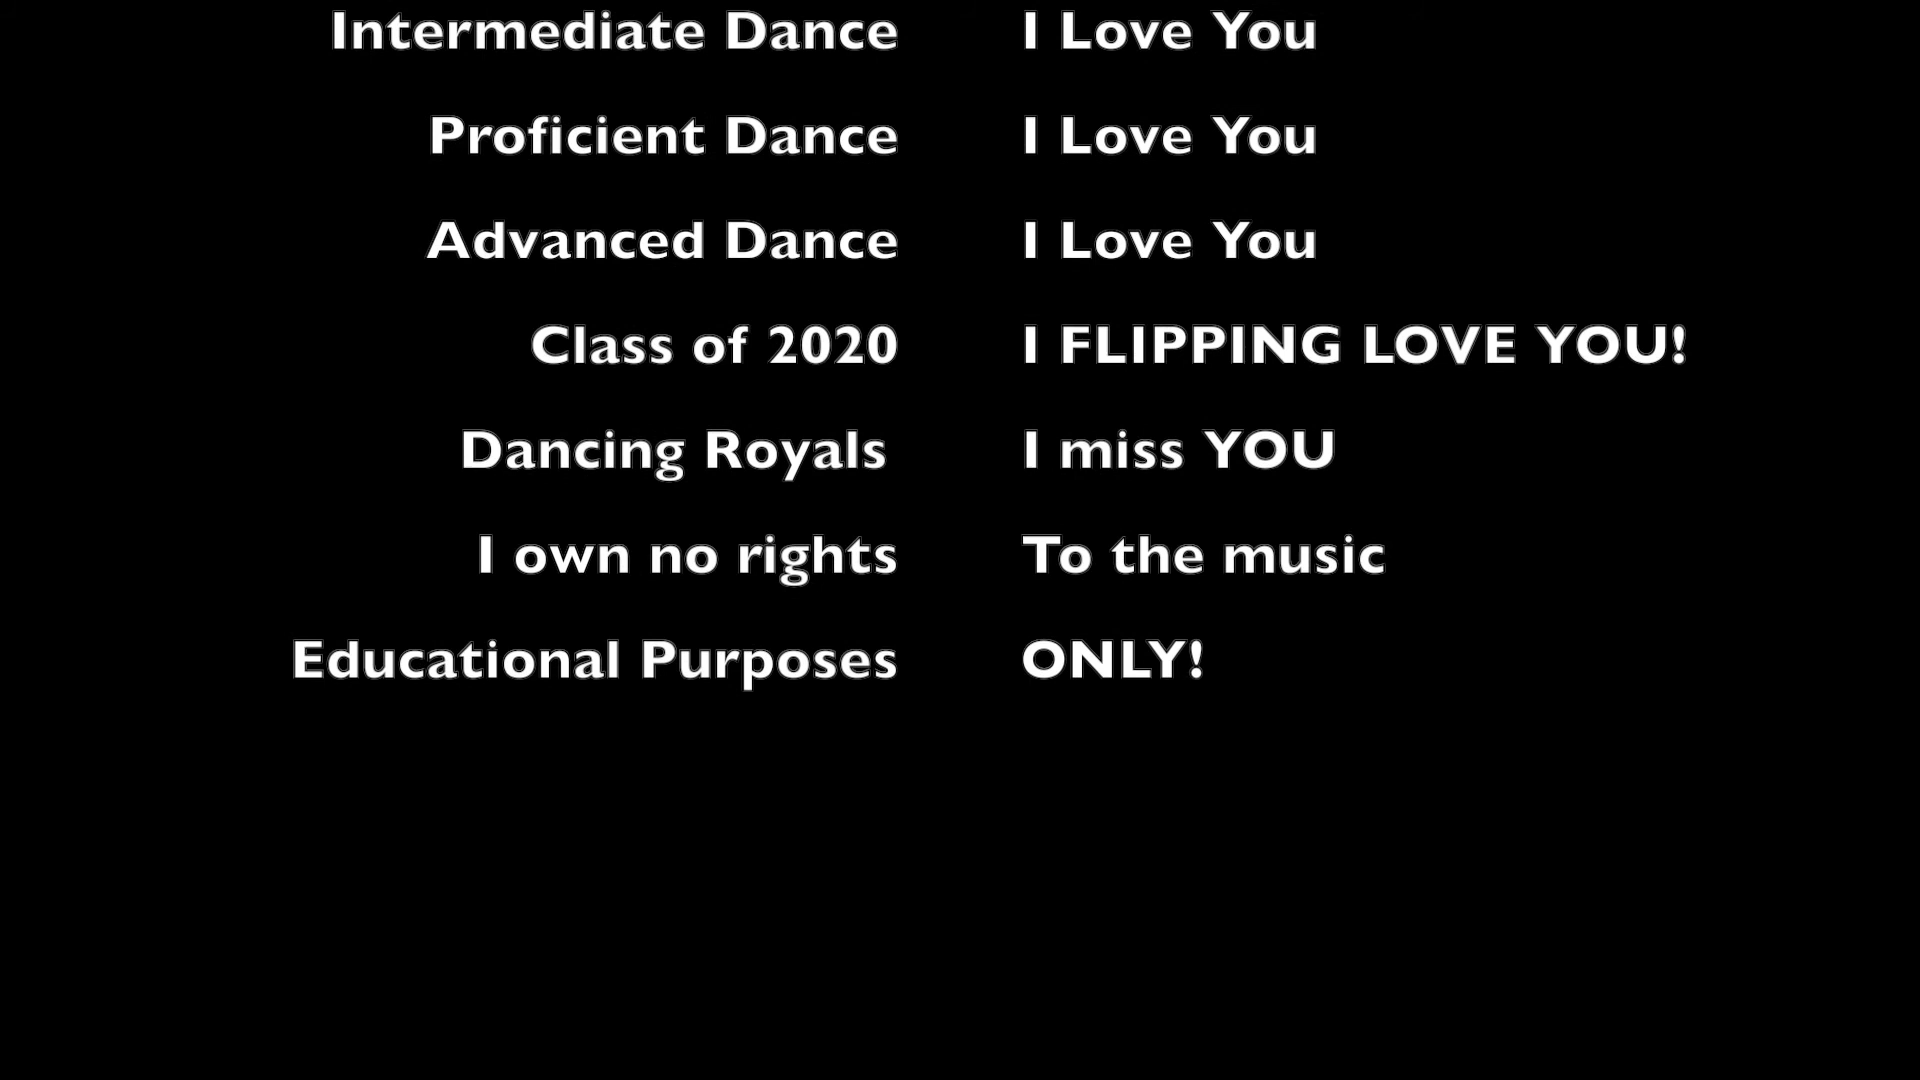 Intermediate Dance I Love You
Proficient Dance I Love You
Advanced Dance I Love You
Class of 2020 I FLIPPING LOVE YOU!
Dancing Royals I miss YOU
I own no rights To the music
Educational Purposes ONLY!